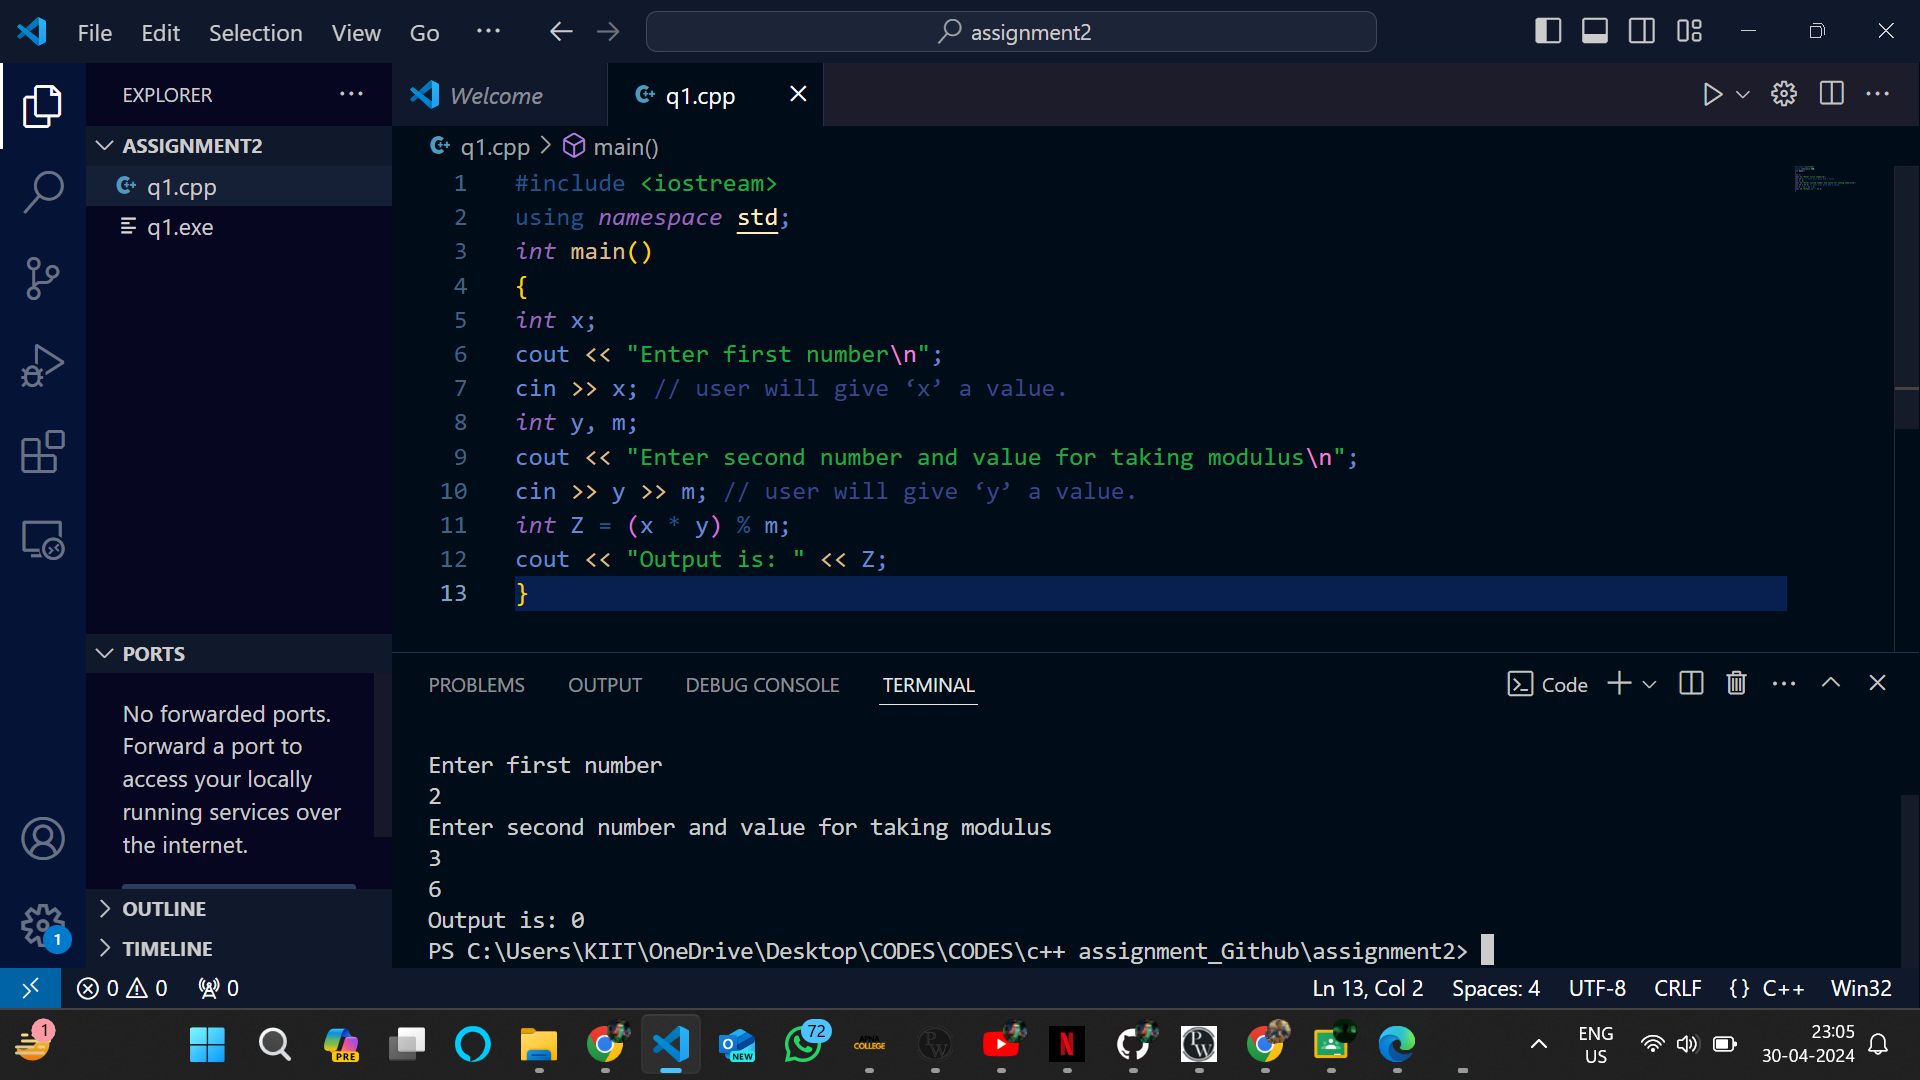 File Edit Selection View Go ··· assignment2
EXPLORER ···
Welcome
q1.cpp
ASSIGNMENT2
q1.cpp
q1.exe
q1.cpp > main()
1 #include <iostream>
2 using namespace std;
3 int main()
4 {
5 int x;
6 cout << "Enter first number\n";
7 cin >> x; // user will give ‘x’ a value.
8 int y, m;
9 cout << "Enter second number and value for taking modulus\n";
10 cin >> y >> m; // user will give ‘y’ a value.
11 int Z = (x * y) % m;
12 cout << "Output is: " << Z;
13 }
PORTS
No forwarded ports.
Forward a port to
access your locally
running services over
the internet.
OUTLINE
TIMELINE
1
PROBLEMS OUTPUT DEBUG CONSOLE TERMINAL
Code
Enter first number
2
Enter second number and value for taking modulus
3
6
Output is: 0
PS C:\Users\KIIT\OneDrive\Desktop\CODES\CODES\c++ assignment_Github\assignment2>
0 0 0
Ln 13, Col 2 Spaces: 4 UTF-8 CRLF {} C++ Win32
1
PRE
NEW
72
APNA
COLLEGE
PW
N
PW
ENG
US
23:05
30-04-2024